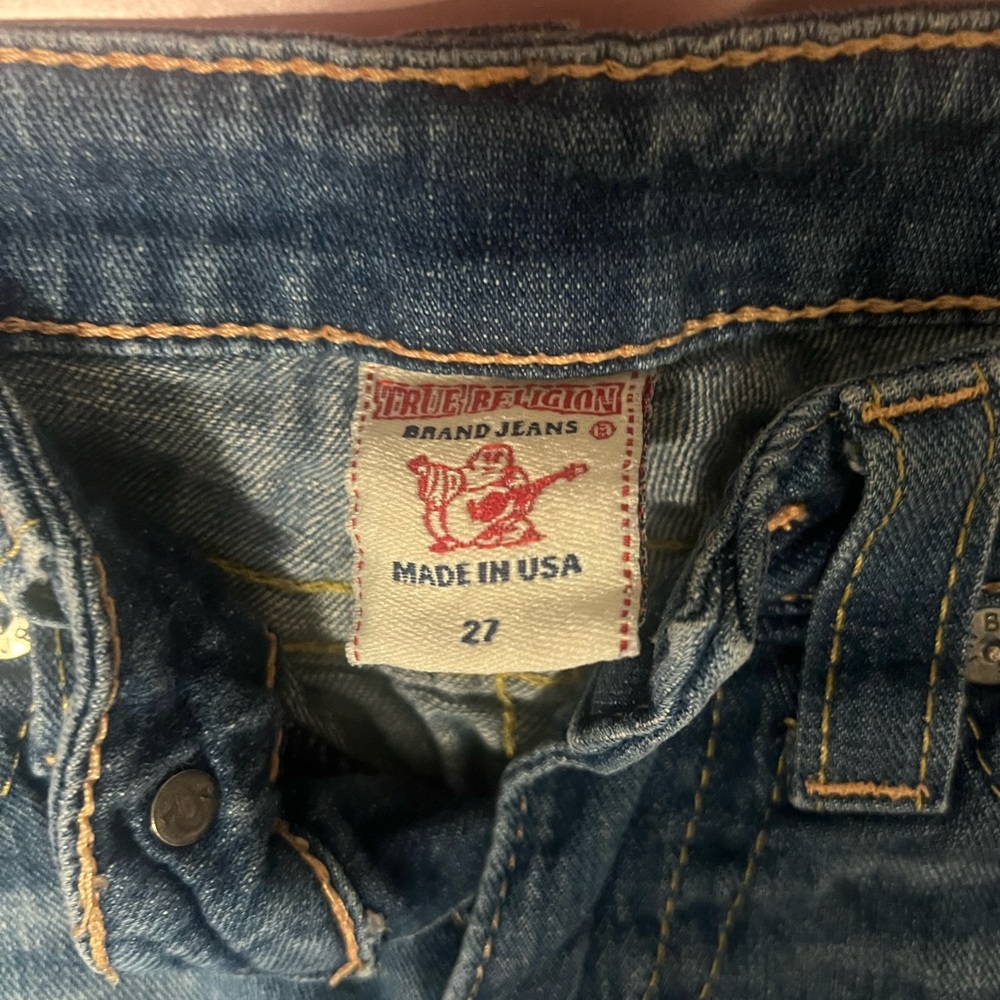 TRUE RELIGION
BRAND JEANS ®
MADE IN USA
27